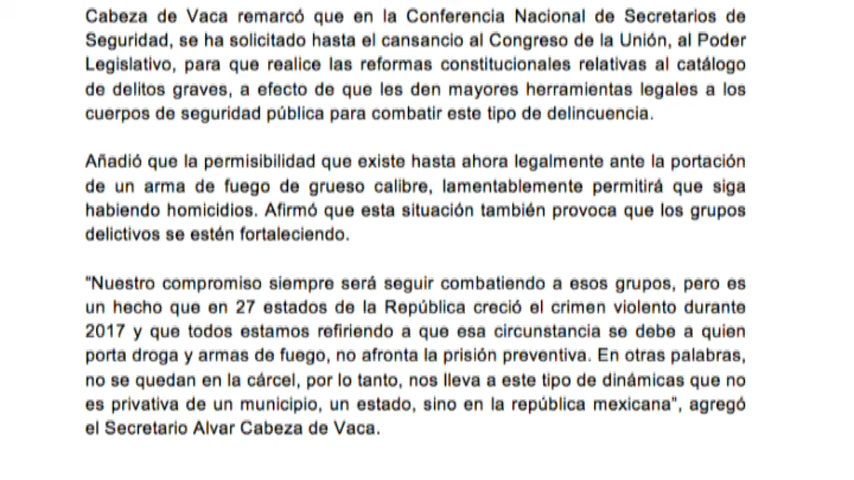 Cabeza de Vaca remarcó que en la Conferencia Nacional de Secretarios de
Seguridad, se ha solicitado hasta el cansancio al Congreso de la Unión, al Poder
Legislativo, para que realice las reformas constitucionales relativas al catálogo
de delitos graves, a efecto de que les den mayores herramientas legales a los
cuerpos de seguridad pública para combatir este tipo de delincuencia.
Añadió que la permisibilidad que existe hasta ahora legalmente ante la portación
de un arma de fuego de grueso calibre, lamentablemente permitirá que siga
habiendo homicidios. Afirmó que esta situación también provoca que los grupos
delictivos se estén fortaleciendo.
"Nuestro compromiso siempre será seguir combatiendo a esos grupos, pero es
un hecho que en 27 estados de la República creció el crimen violento durante
2017 y que todos estamos refiriendo a que esa circunstancia se debe a quien
porta droga y armas de fuego, no afronta la prisión preventiva. En otras palabras,
no se quedan en la cárcel, por lo tanto, nos lleva a este tipo de dinámicas que no
es privativa de un municipio, un estado, sino en la república mexicana", agregó
el Secretario Alvar Cabeza de Vaca.